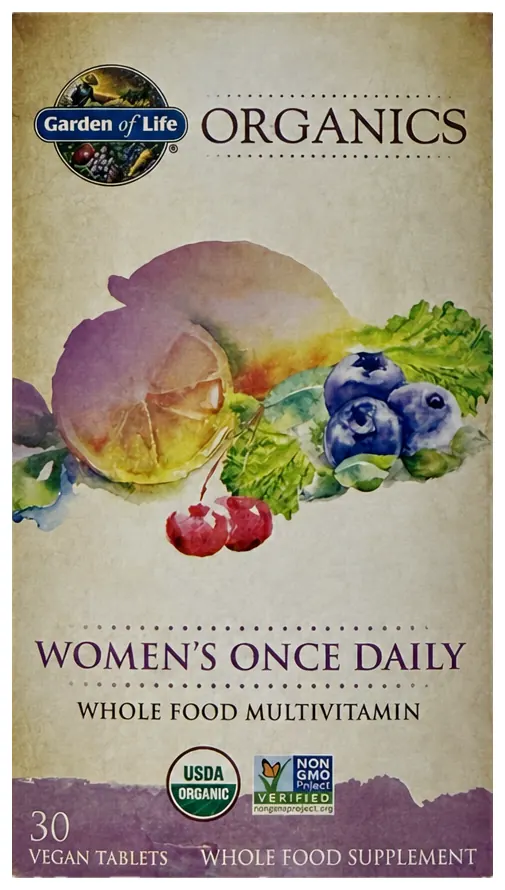 Garden of Life
®
ORGANICS
WOMEN'S ONCE DAILY
WHOLE FOOD MULTIVITAMIN
USDA
ORGANIC
NON
GMO
Project
VERIFIED
nongmoproject.org
30
VEGAN TABLETS
WHOLE FOOD SUPPLEMENT